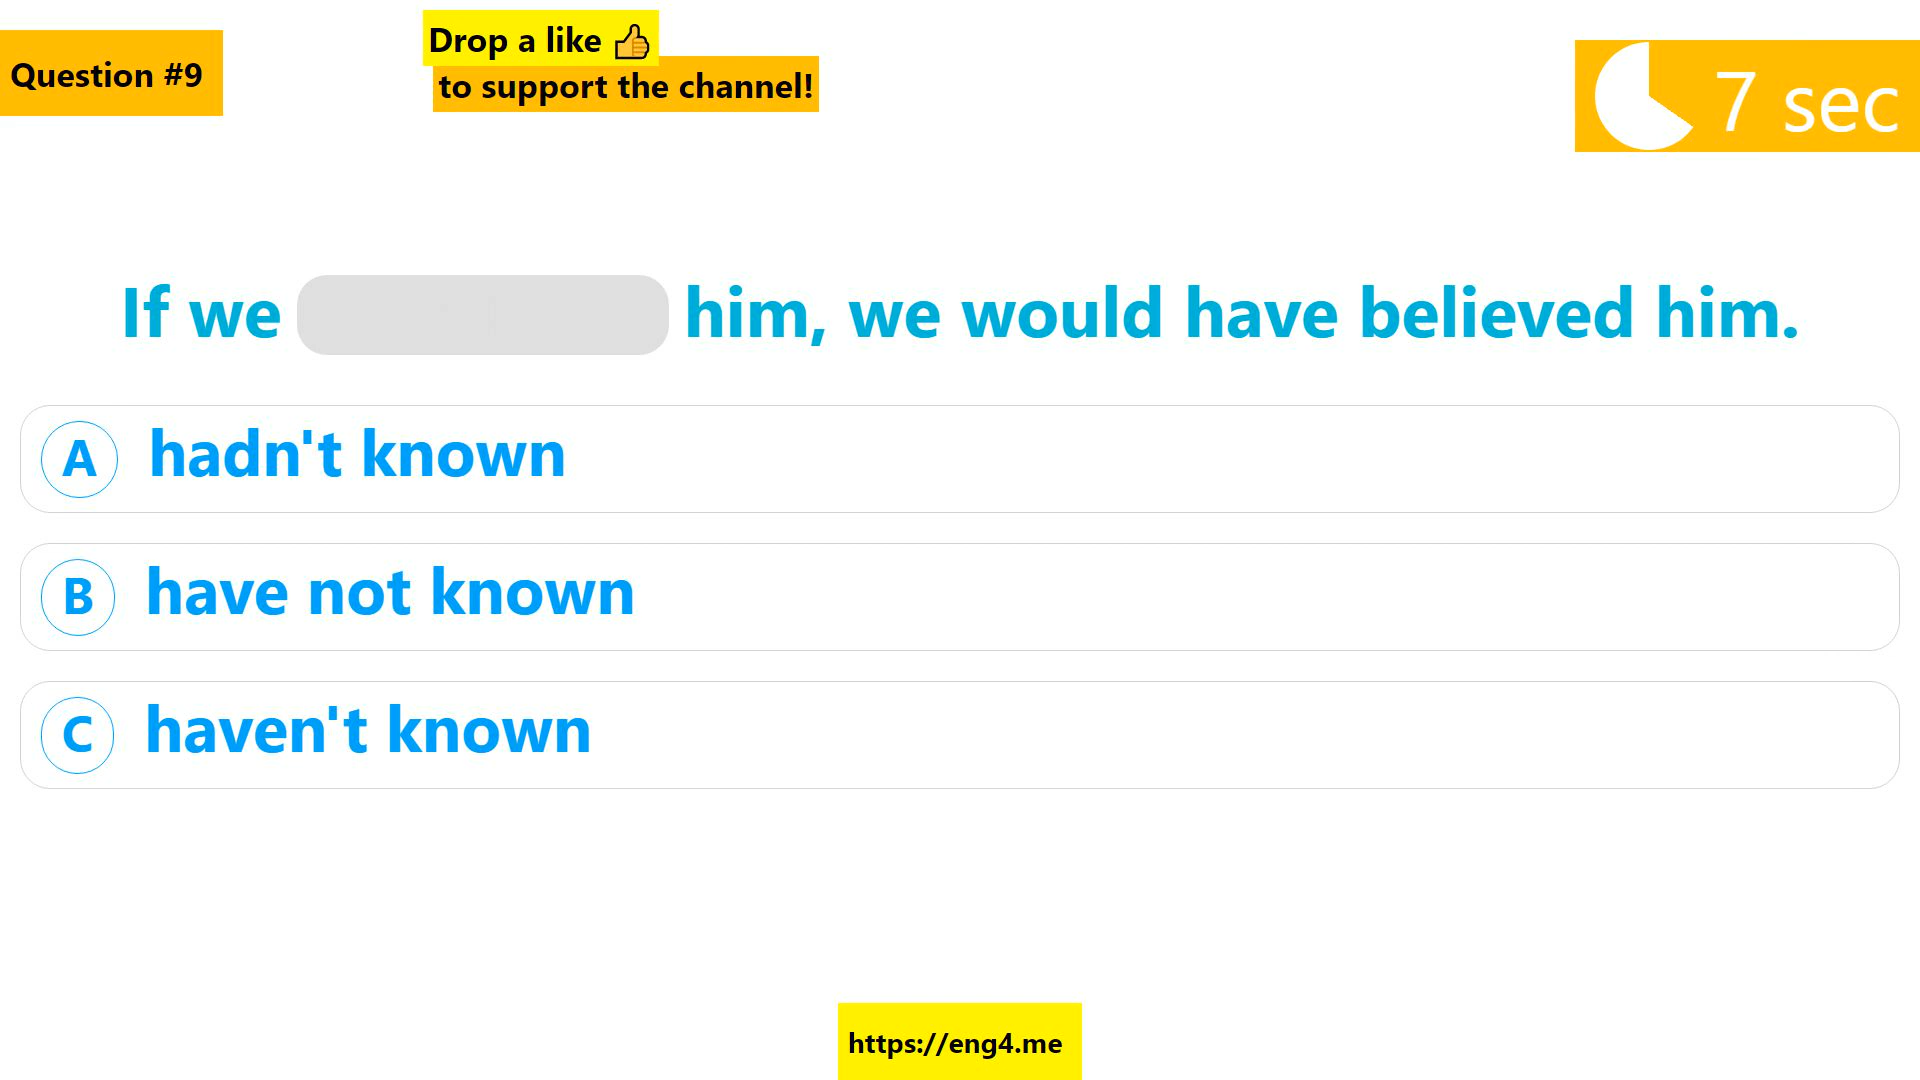 Question #9
Drop a like
to support the channel!
7 sec
If we him, we would have believed him.
A hadn't known
B have not known
C haven't known
https://eng4.me